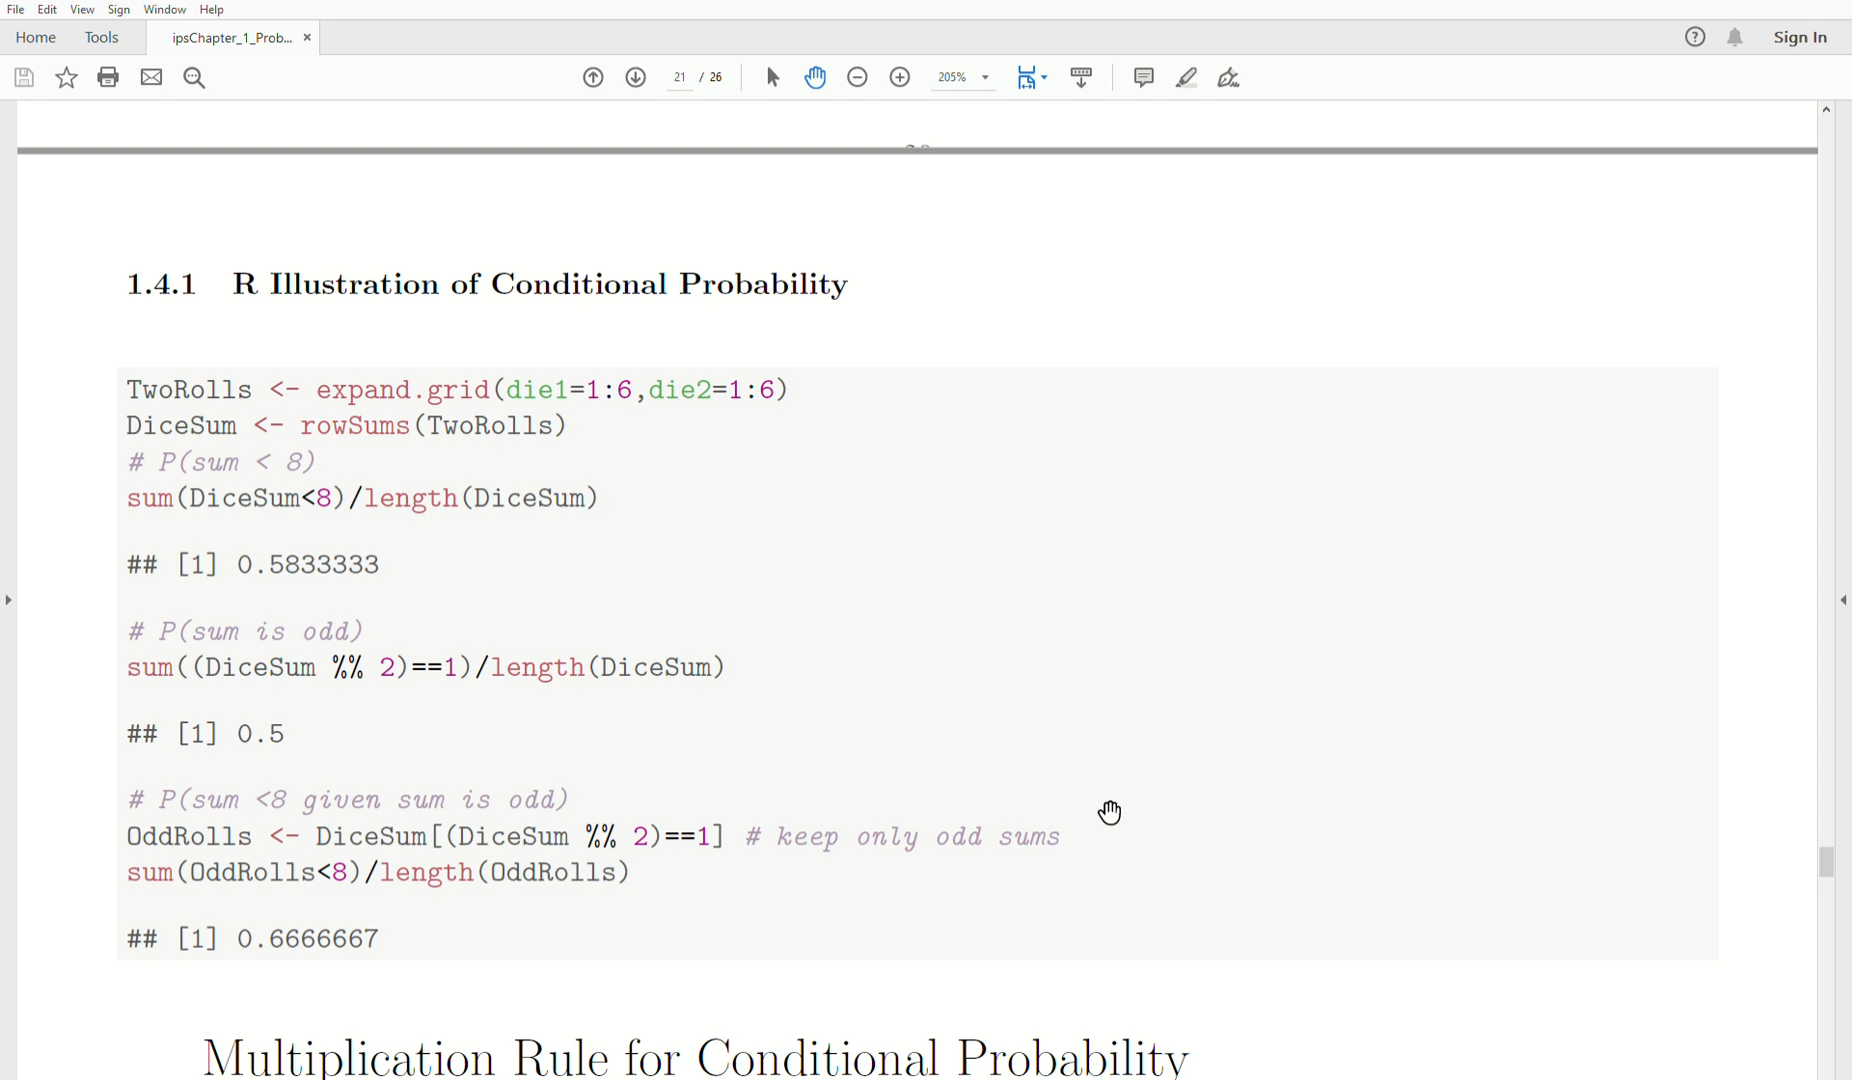 File Edit View Sign Window Help
Home Tools ipsChapter_1_Prob... × Sign In
21 / 26 205%
1.4.1 R Illustration of Conditional Probability
TwoRolls <- expand.grid(die1=1:6,die2=1:6)
DiceSum <- rowSums(TwoRolls)
# P(sum < 8)
sum(DiceSum<8)/length(DiceSum)
## [1] 0.5833333
# P(sum is odd)
sum((DiceSum %% 2)==1)/length(DiceSum)
## [1] 0.5
# P(sum <8 given sum is odd)
OddRolls <- DiceSum[(DiceSum %% 2)==1] # keep only odd sums
sum(OddRolls<8)/length(OddRolls)
## [1] 0.6666667
Multiplication Rule for Conditional Probability